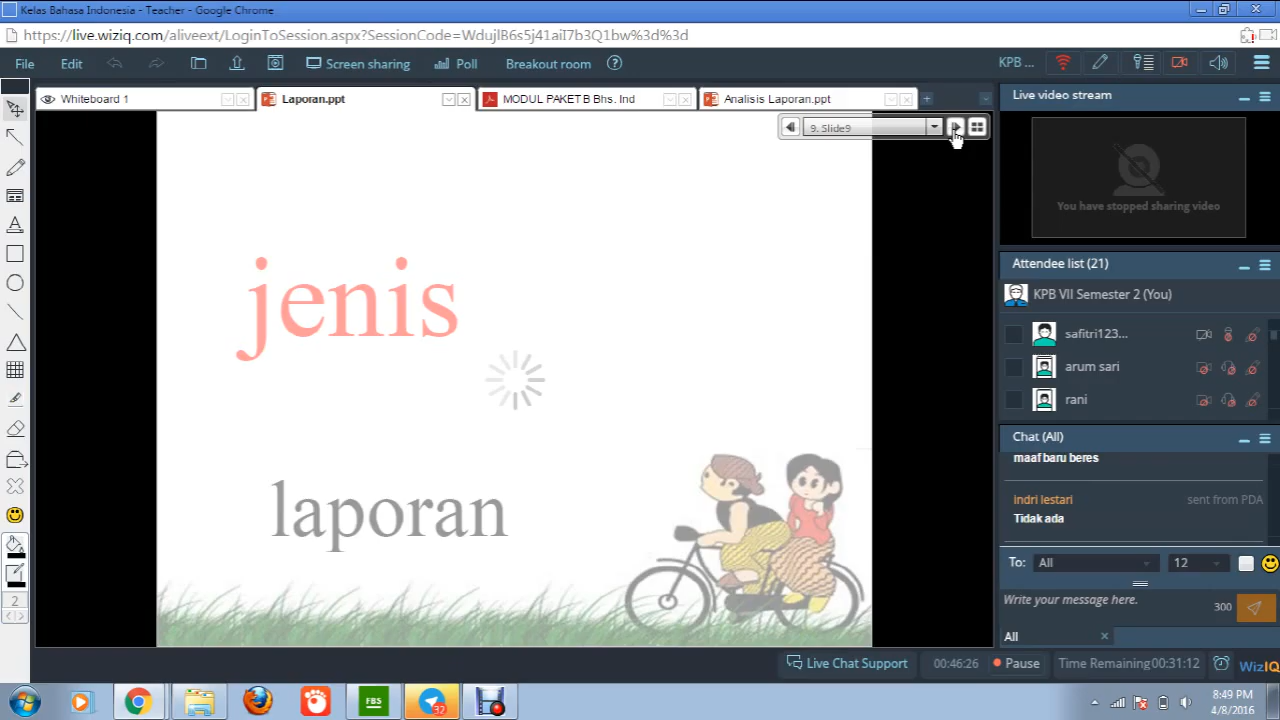 Kelas Bahasa Indonesia - Teacher - Google Chrome
https://live.wiziq.com/aliveext/LoginToSession.aspx?SessionCode=WdujlB6s5j41aiI7b3Q1bw%3d%3d
File Edit Screen sharing Poll Breakout room KPB ...
Whiteboard 1 Laporan.ppt MODUL PAKET B Bhs. Ind Analisis Laporan.ppt
9. Slide9
jenis
laporan
Live video stream
You have stopped sharing video
Attendee list (21)
KPB VII Semester 2 (You)
safitri123...
arum sari
rani
Chat (All)
maaf baru beres
indri lestari sent from PDA
Tidak ada
To: All 12
Write your message here. 300
All
2
Live Chat Support 00:46:26 Pause Time Remaining 00:31:12 WizIQ
FBS 32
8:49 PM
4/8/2016